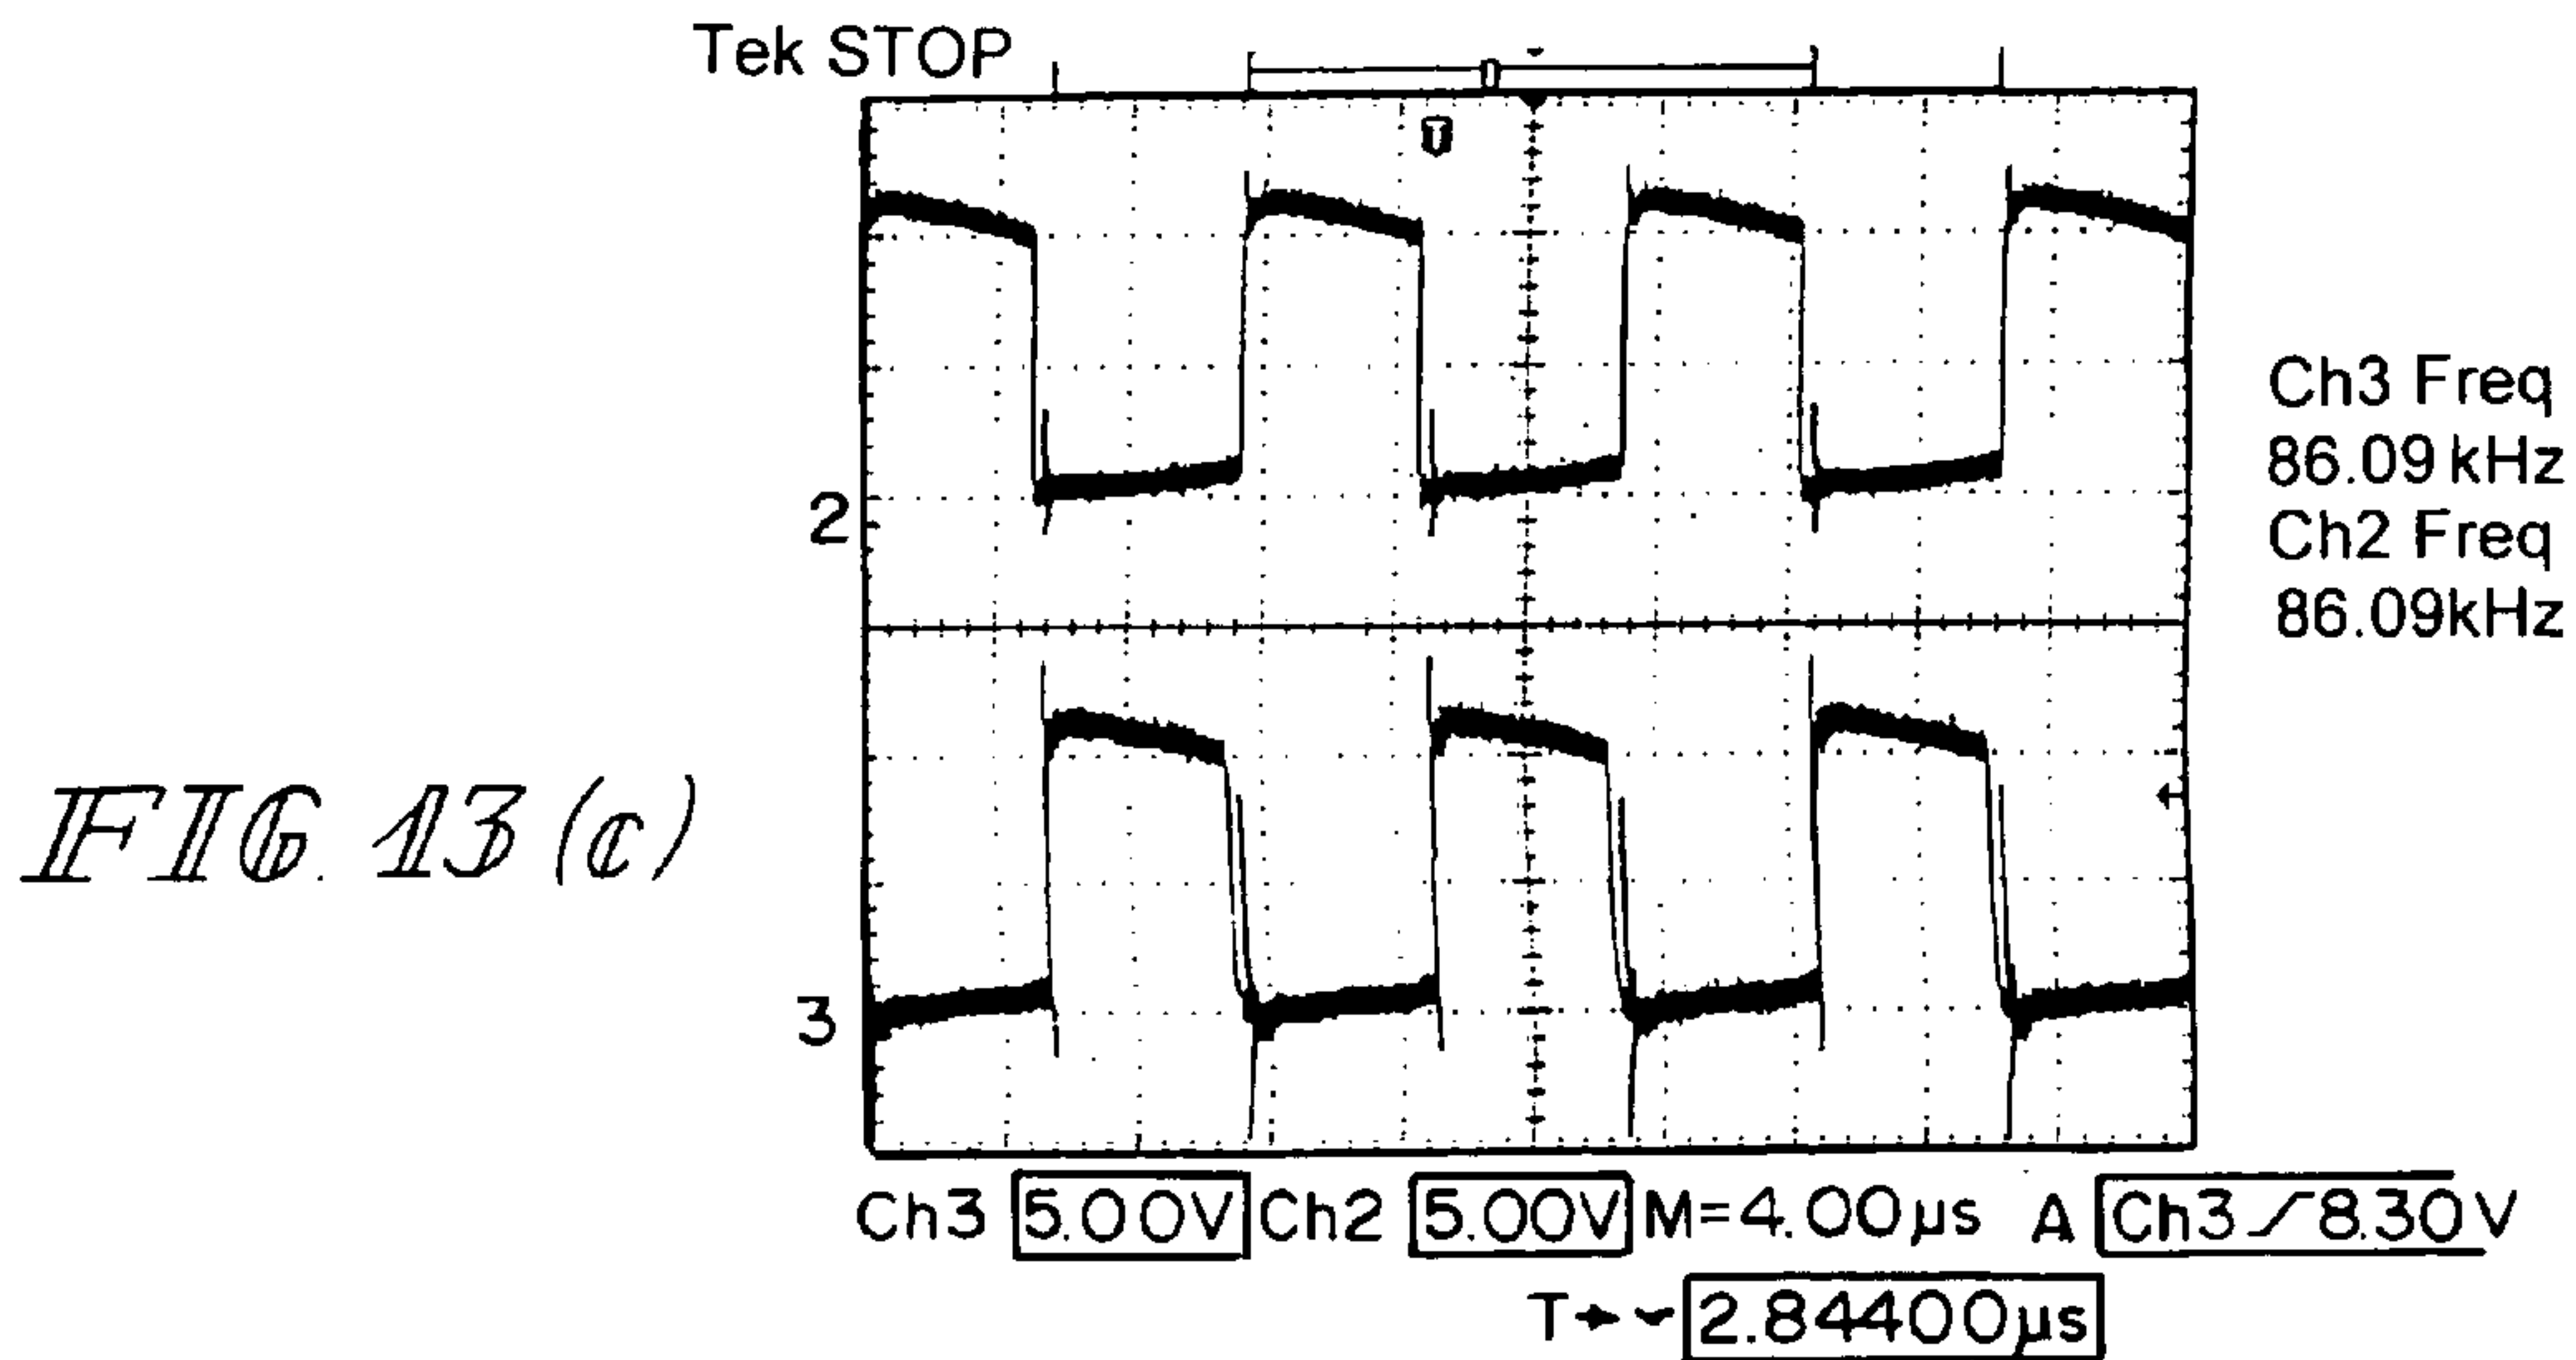 Tek STOP
T
Ch3 Freq
86.09 kHz
Ch2 Freq
86.09kHz
2
3
FIG. 13 (c)
Ch3 5.00V Ch2 5.00V M=4.00µs A Ch3 8.30V
T 2.84400µs